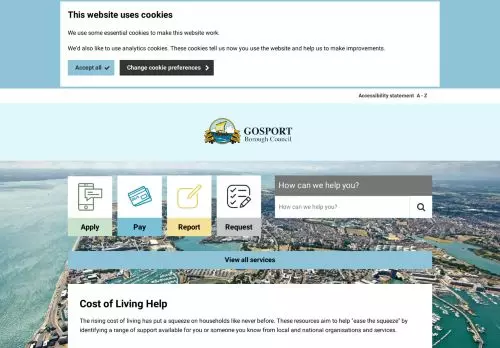 This website uses cookies
We use some essential cookies to make this website work.
We'd also like to use analytics cookies. These cookies tell us now you use the website and help us to make improvements.
Accept all
Change cookie preferences
Accessibility statement A - Z
GOSPORT
Borough Council
How can we help you?
How can we help you?
Apply
Pay
Report
Request
View all services
Cost of Living Help
The rising cost of living has put a squeeze on households like never before. These resources aim to help "ease the squeeze" by
identifying a range of support available for you or someone you know from local and national organisations and services.